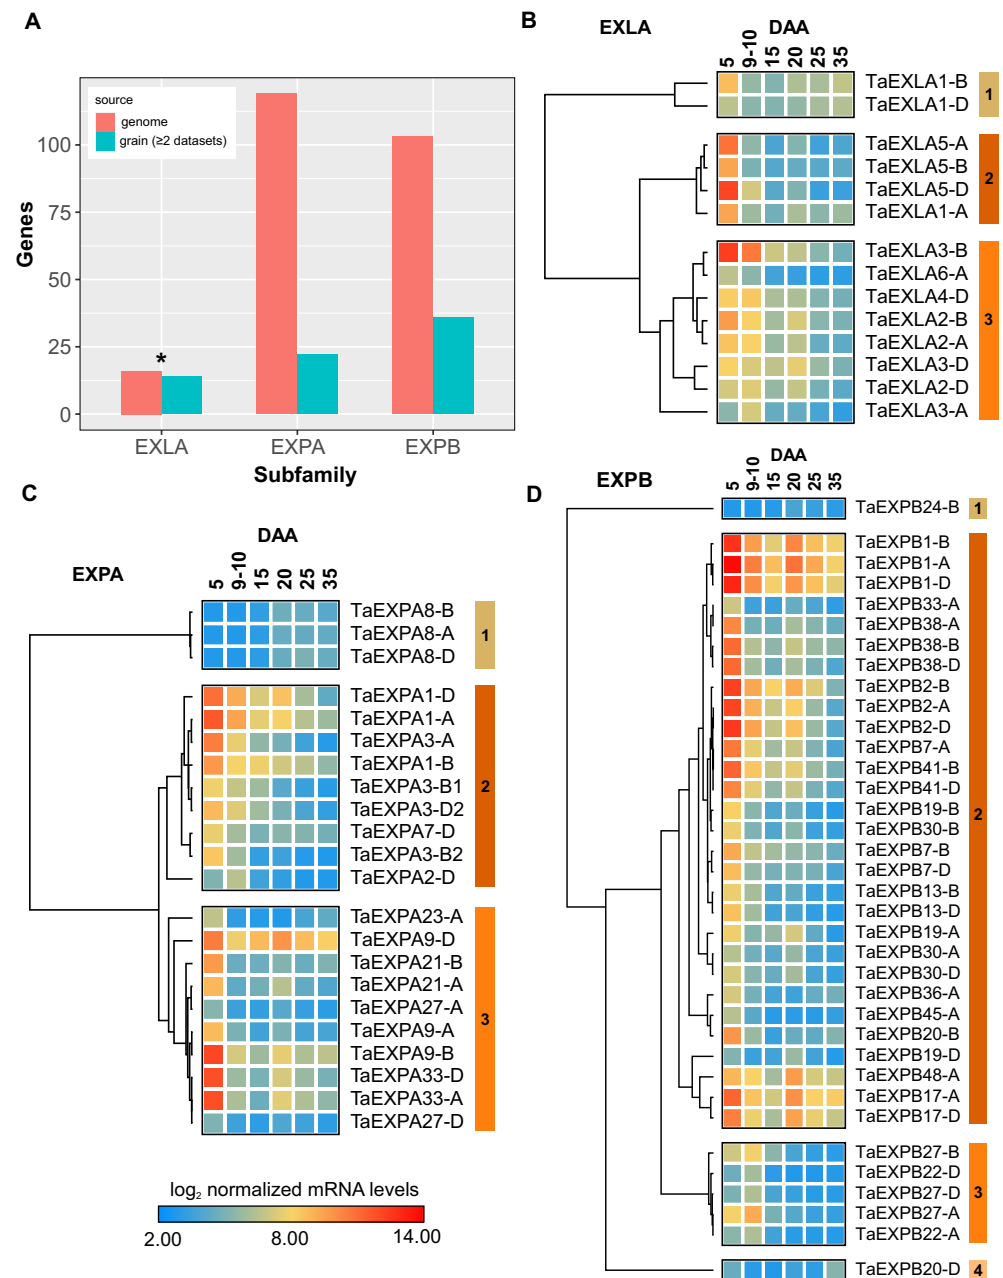 A
source
genome
grain (≥2 datasets)
Genes
100
75
50
25
0
*
EXLA EXPA EXPB
Subfamily
B
EXLA
DAA
5 9-10 15 20 25 35
TaEXLA1-B
TaEXLA1-D
1
TaEXLA5-A
TaEXLA5-B
TaEXLA5-D
TaEXLA1-A
2
TaEXLA3-B
TaEXLA6-A
TaEXLA4-D
TaEXLA2-B
TaEXLA2-A
TaEXLA3-D
TaEXLA2-D
TaEXLA3-A
3
C
EXPA
DAA
5 9-10 15 20 25 35
TaEXPA8-B
TaEXPA8-A
TaEXPA8-D
1
TaEXPA1-D
TaEXPA1-A
TaEXPA3-A
TaEXPA1-B
TaEXPA3-B1
TaEXPA3-D2
TaEXPA7-D
TaEXPA3-B2
TaEXPA2-D
2
TaEXPA23-A
TaEXPA9-D
TaEXPA21-B
TaEXPA21-A
TaEXPA27-A
TaEXPA9-A
TaEXPA9-B
TaEXPA33-D
TaEXPA33-A
TaEXPA27-D
3
log₂ normalized mRNA levels
2.00 8.00 14.00
D
EXPB
DAA
5 9-10 15 20 25 35
TaEXPB24-B
1
TaEXPB1-B
TaEXPB1-A
TaEXPB1-D
TaEXPB33-A
TaEXPB38-A
TaEXPB38-B
TaEXPB38-D
TaEXPB2-B
TaEXPB2-A
TaEXPB2-D
TaEXPB7-A
TaEXPB41-B
TaEXPB41-D
TaEXPB19-B
TaEXPB30-B
TaEXPB7-B
TaEXPB7-D
TaEXPB13-B
TaEXPB13-D
TaEXPB19-A
TaEXPB30-A
TaEXPB30-D
TaEXPB36-A
TaEXPB45-A
TaEXPB20-B
TaEXPB19-D
TaEXPB48-A
TaEXPB17-A
TaEXPB17-D
2
TaEXPB27-B
TaEXPB22-D
TaEXPB27-D
TaEXPB27-A
TaEXPB22-A
3
TaEXPB20-D
4